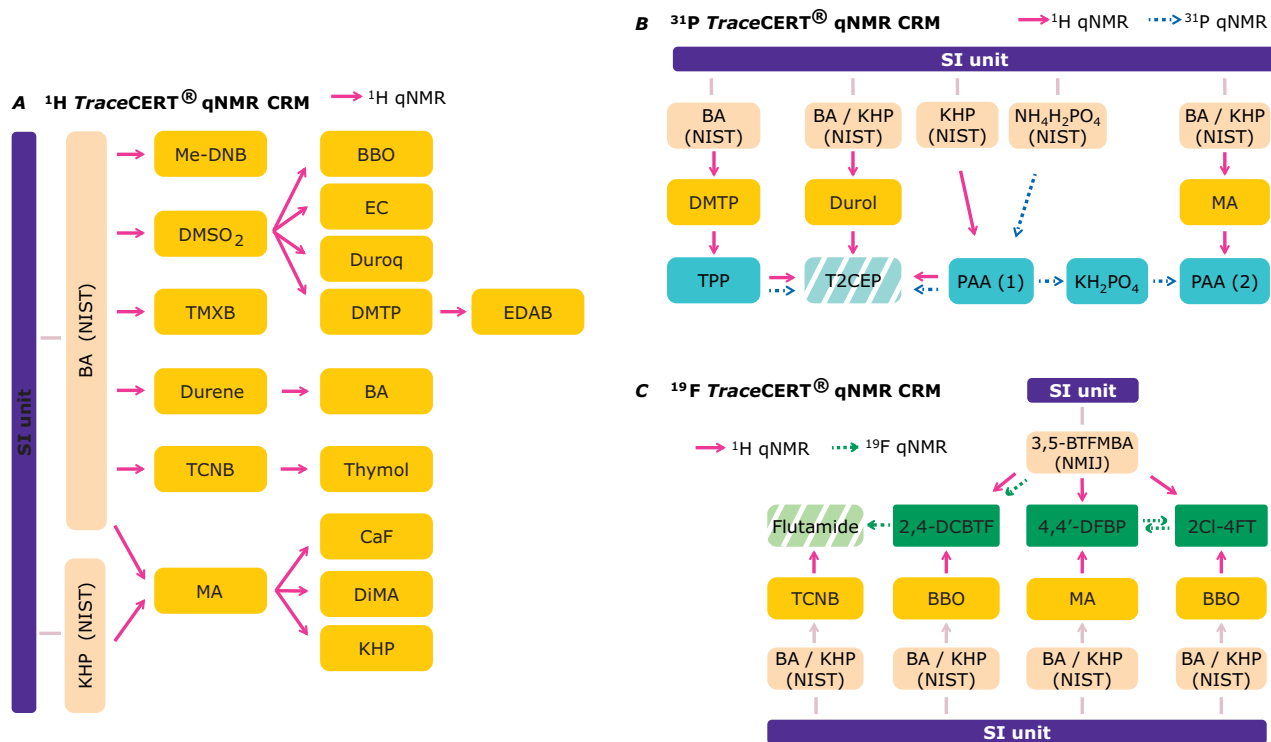 A ¹H TraceCERT® qNMR CRM
¹H qNMR
SI unit
BA (NIST)
KHP (NIST)
Me-DNB
DMSO₂
TMXB
Durene
TCNB
MA
BBO
EC
Duroq
DMTP
EDAB
BA
Thymol
CaF
DiMA
KHP
B ³¹P TraceCERT® qNMR CRM
¹H qNMR
³¹P qNMR
SI unit
BA
(NIST)
BA / KHP
(NIST)
KHP
(NIST)
NH₄H₂PO₄
(NIST)
BA / KHP
(NIST)
DMTP
Durol
MA
TPP
T2CEP
PAA (1)
KH₂PO₄
PAA (2)
C ¹⁹F TraceCERT® qNMR CRM
SI unit
¹H qNMR
¹⁹F qNMR
3,5-BTFMBA
(NMIJ)
Flutamide
2,4-DCBTF
4,4′-DFBP
2Cl-4FT
TCNB
BBO
MA
BBO
BA / KHP
(NIST)
BA / KHP
(NIST)
BA / KHP
(NIST)
BA / KHP
(NIST)
SI unit